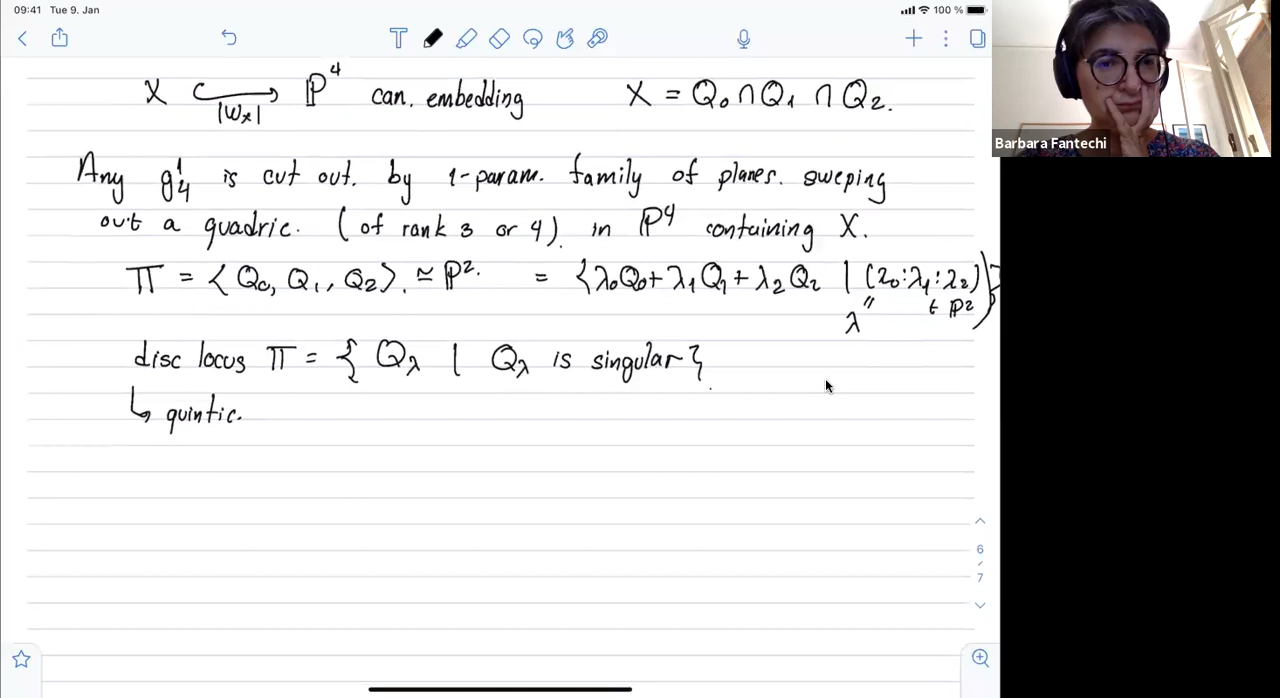 09:41 Tue 9. Jan 100 %
X ↪ ℙ⁴ can. embedding X = Q₀ ∩ Q₁ ∩ Q₂.
|ω_X|
Any g¹₄ is cut out. by 1-param. family of planes. sweping
out a quadric. (of rank 3 or 4). in ℙ⁴ containing X.
Π = ⟨Q₀, Q₁, Q₂⟩. ≃ ℙ². = {λ₀Q₀ + λ₁Q₁ + λ₂Q₂ | (λ₀:λ₁:λ₂)
λ " ∈ ℙ² }
disc locus Π = { Q_λ | Q_λ is singular }.
↳ quintic.
Barbara Fantechi
6
/
7